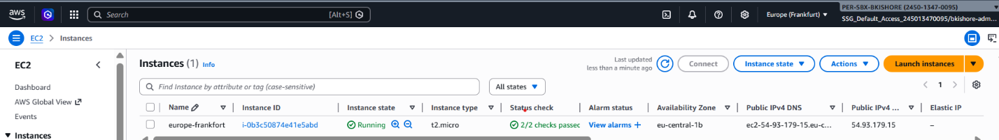 aws
Search [Alt+S]
Europe (Frankfurt)
PER-SBX-BKISHORE (2450-1347-0095)
SSG_Default_Access_245013470095/bkishore-adm...
EC2 > Instances
EC2
Dashboard
AWS Global View
Events
Instances
Instances (1) Info
Last updated
less than a minute ago
Connect
Instance state
Actions
Launch instances
Find Instance by attribute or tag (case-sensitive)
All states
1
Name Instance ID Instance state Instance type Status check Alarm status Availability Zone Public IPv4 DNS Public IPv4 ... Elastic IP
europe-frankfort i-0b3c50874e41e5abd Running t2.micro 2/2 checks passec View alarms + eu-central-1b ec2-54-93-179-15.eu-c... 54.93.179.15 –